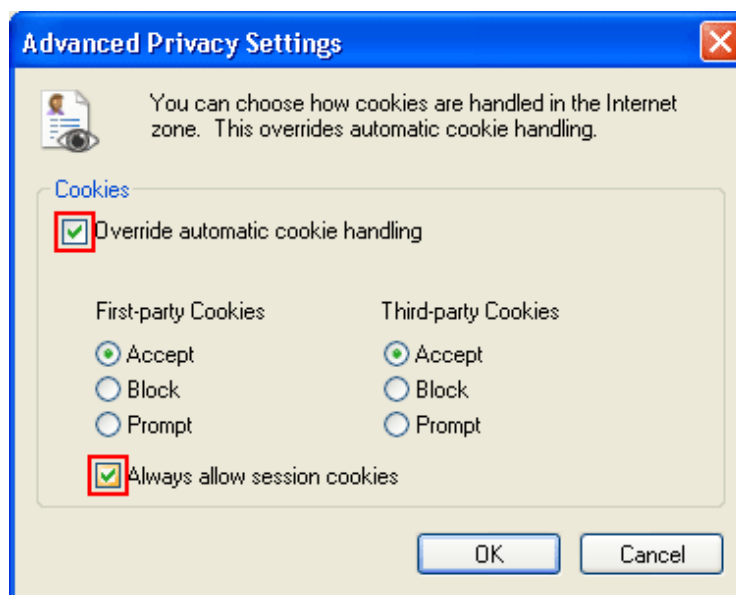 Advanced Privacy Settings
You can choose how cookies are handled in the Internet
zone.  This overrides automatic cookie handling.
Cookies
Override automatic cookie handling
First-party Cookies Third-party Cookies
Accept Accept
Block Block
Prompt Prompt
Always allow session cookies
OK Cancel